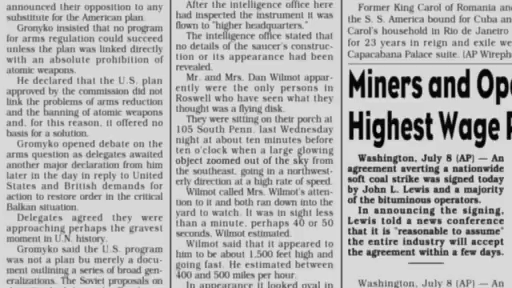 announced their opposition to any
substitute for the American plan.
Gromyko insisted that no program
for arms regulation could succeed
unless the plan was linked directly
with an absolute prohibition of
atomic weapons.
He declared that the U.S. plan
approved by the commission did not
link the problems of arms reduction
and the banning of atomic weapons
and, for this reason, it offered no
basis for a solution.
Gromyko opened debate on the
arms question as delegates awaited
another major declaration from him
later in the day in reply to United
States and British demands for
action to restore order in the critical
Balkan situation.
Delegates agreed they were
approaching perhaps the gravest
moment in U.N. history.
Gromyko said the U.S. program
was not a plan bu merely a docu-
ment outlining a series of broad gen-
eralizations. The Soviet proposals on
After the intelligence office here
had inspected the instrument it was
flown to "higher headquarters."
The intelligence office stated that
no details of the saucer's construc-
tion or its appearance had been
revealed.
Mr. and Mrs. Dan Wilmot appar-
ently were the only persons in
Roswell who have seen what they
thought was a flying disk.
They were sitting on their porch at
105 South Penn. last Wednesday
night at about ten minutes before
ten o'clock when a large glowing
object zoomed out of the sky from
the southeast, going in a northwest-
erly direction at a high rate of speed.
Wilmot called Mrs. Wilmot's atten-
tion to it and both ran down into the
yard to watch. It was in sight less
than a minute, perhaps 40 or 50
seconds, Wilmot estimated.
Wilmot said that it appeared to
him to be about 1,500 feet high and
going fast. He estimated between
400 and 500 miles per hour.
In appearance it looked oval in
Former King Carol of Romania and
the S. S. America bound for Cuba and
Carol's household in Rio de Janeiro
for 23 years in reign and exile we
Capacabana Palace suite. (AP Wireph
Miners and Ope
Highest Wage P
Washington, July 8 (AP) — An
agreement averting a nationwide
soft coal strike was signed today
by John L. Lewis and a majority
of the bituminous operators.
In announcing the signing,
Lewis told a news conference
that it is "reasonable to assume"
the entire industry will accept
the agreement within a few days.
Washington, July 8 (AP) — An